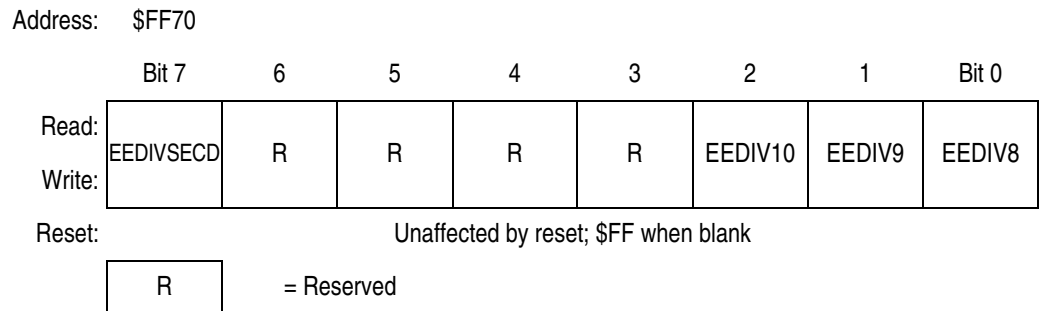 Address: $FF70
Bit 7 6 5 4 3 2 1 Bit 0
Read:
EEDIVSECD R R R R EEDIV10 EEDIV9 EEDIV8
Write:
Reset: Unaffected by reset; $FF when blank
R = Reserved